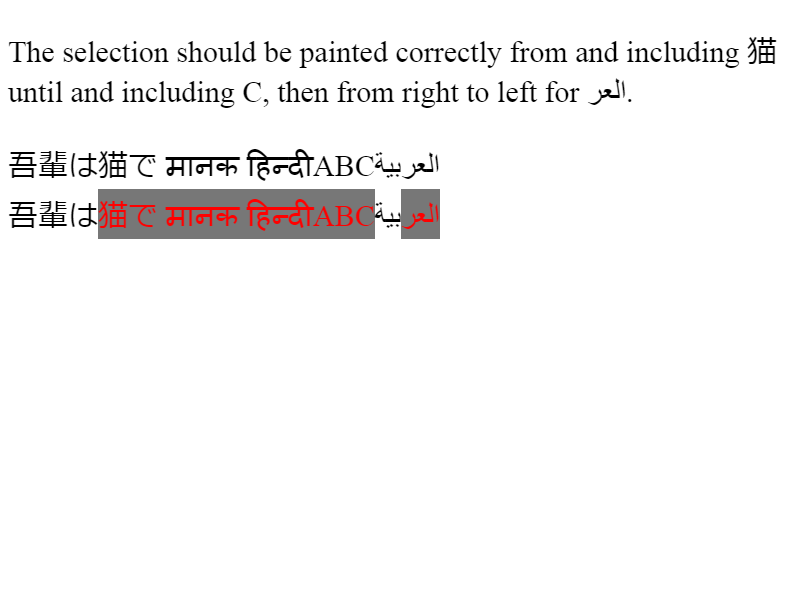 The selection should be painted correctly from and including 猫
until and including C, then from right to left for العر.
吾輩は猫で मानक हिन्दीABCالعربية
吾輩は猫で मानक हिन्दीABCالعربية